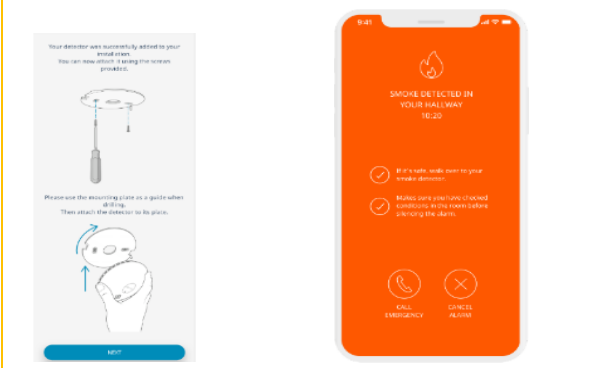 Your detector was successfully added to your
installation.
You can now attach it using the screws
provided.
Please use the mounting plate as a guide when
drilling.
Then attach the detector to its plate.
NEXT
9:41
SMOKE DETECTED IN
YOUR HALLWAY
10:20
If it's safe, walk over to your
smoke detector.
Makes sure you have checked
conditions in the room before
silencing the alarm.
CALL
EMERGENCY
CANCEL
ALARM